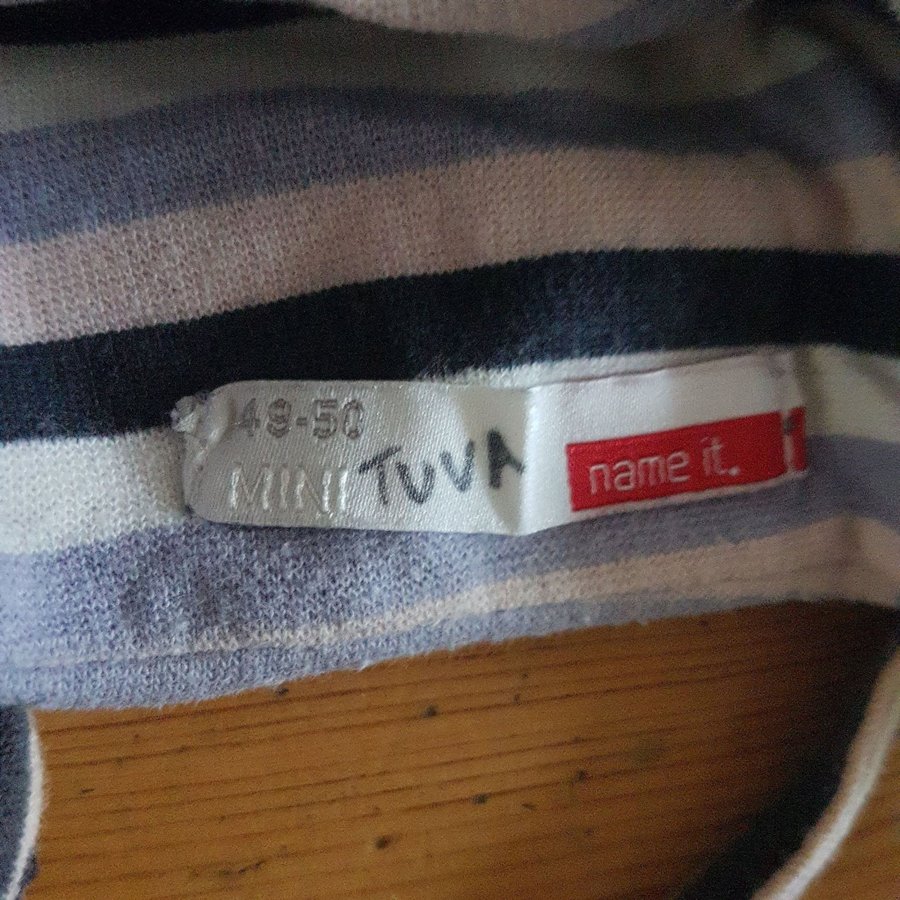 48-50
MINI TUVA
name it.